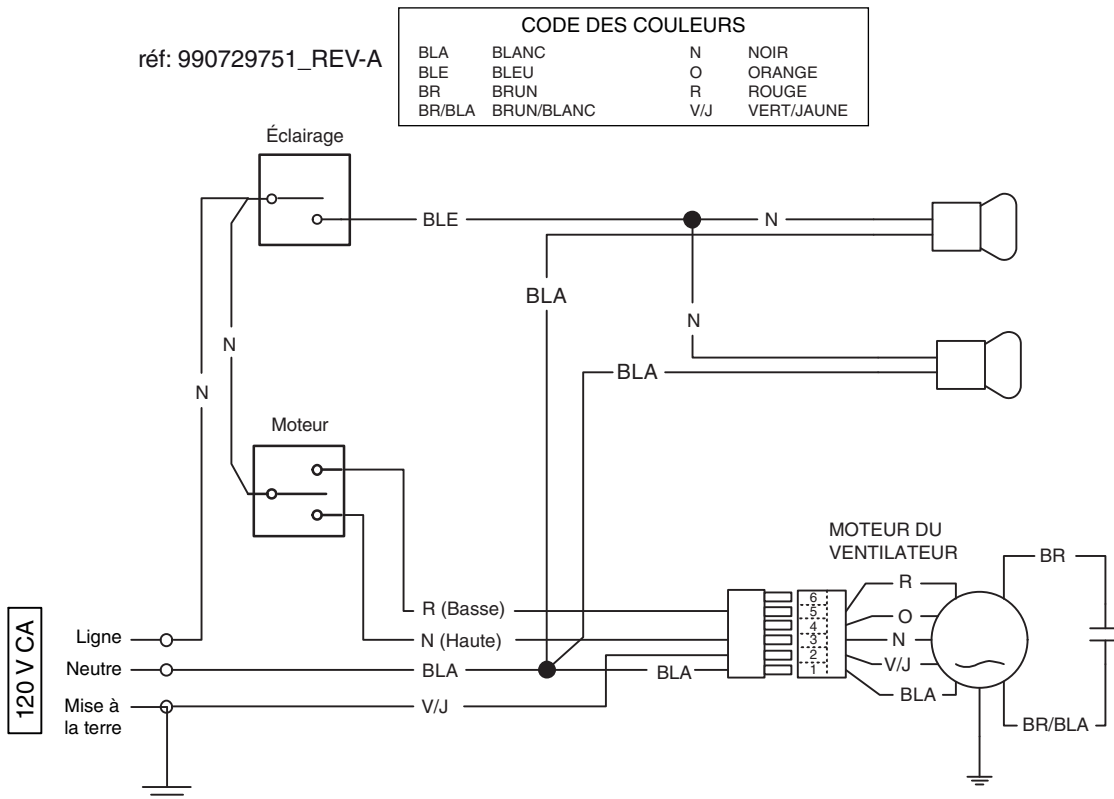 CODE DES COULEURS
réf: 990729751_REV-A
BLA BLANC N NOIR
BLE BLEU O ORANGE
BR BRUN R ROUGE
BR/BLA BRUN/BLANC V/J VERT/JAUNE
Éclairage
BLE
N
BLA
N
N
BLA
N
Moteur
MOTEUR DU
VENTILATEUR
BR
R
6
R (Basse)
5
O
4
Ligne
N (Haute)
3
N
120 V CA
Neutre
BLA
BLA
2
V/J
1
BLA
Mise à
la terre
V/J
BR/BLA